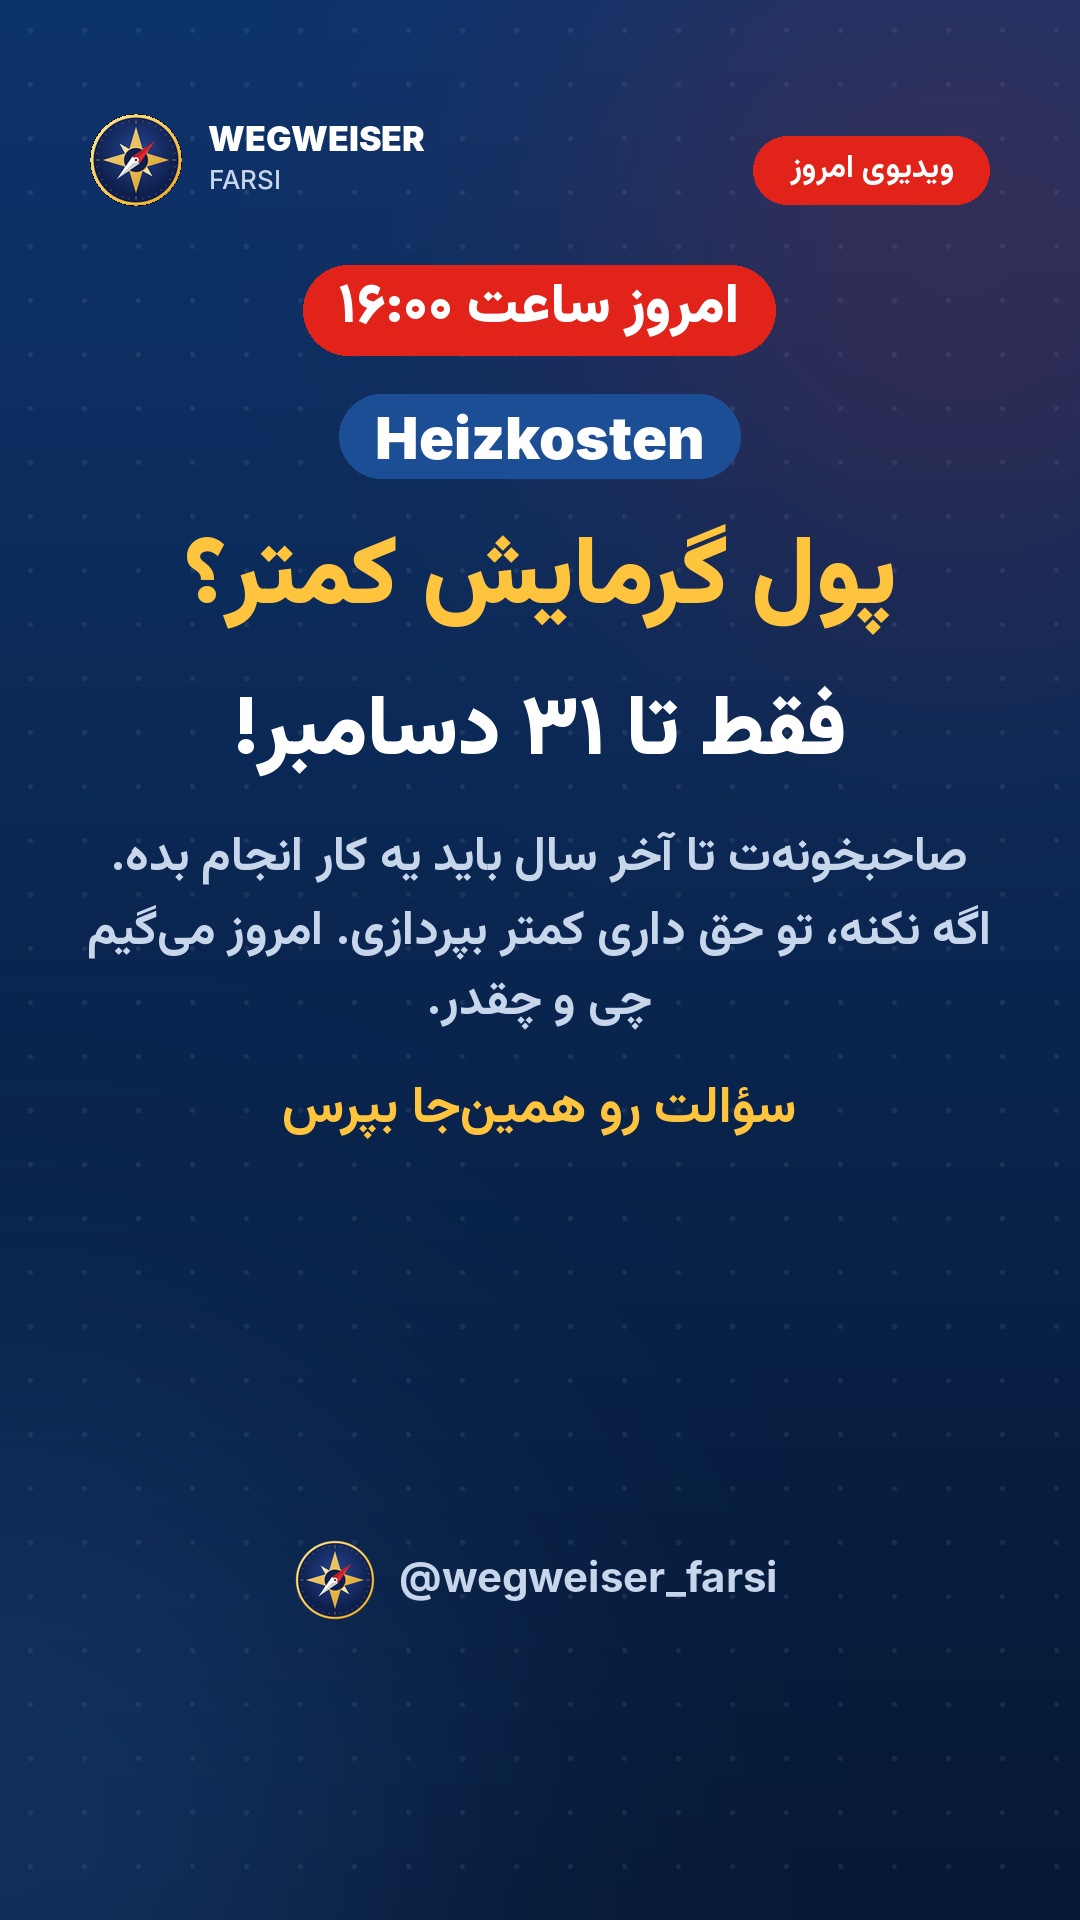 WEGWEISER
FARSI
ویدیوی امروز
امروز ساعت ۱۶:۰۰
Heizkosten
پول گرمایش کمتر؟
فقط تا ۳۱ دسامبر!
صاحبخونه‌ت تا آخر سال باید یه کار انجام بده.
اگه نکنه، تو حق داری کمتر بپردازی. امروز می‌گیم
چی و چقدر.
سؤالت رو همین‌جا بپرس
@wegweiser_farsi